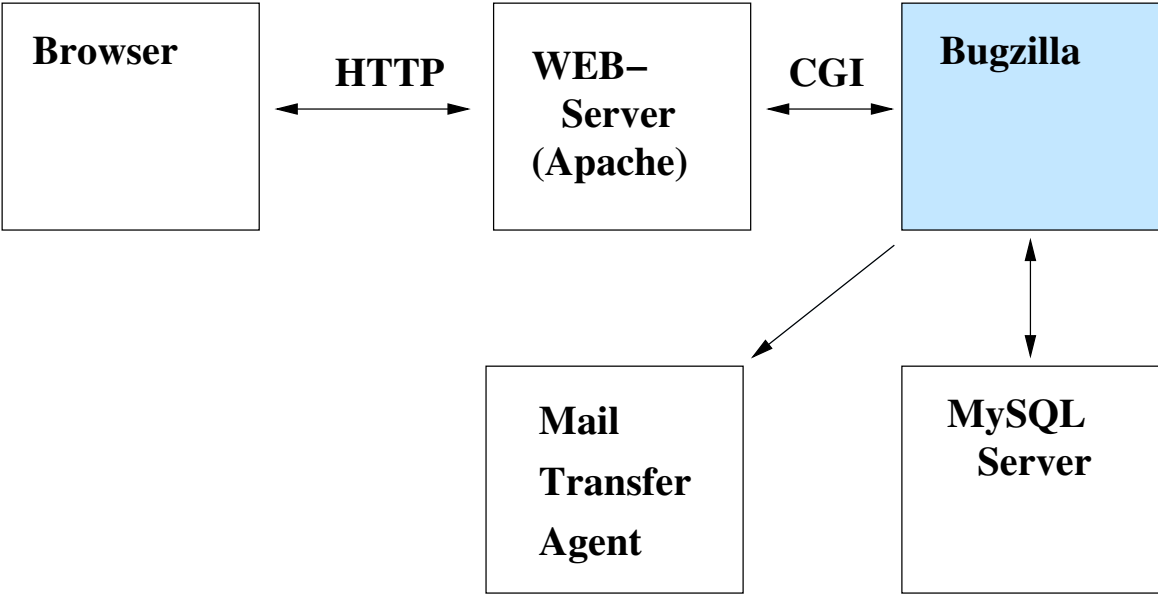 Browser
HTTP
WEB–
Server
(Apache)
CGI
Bugzilla
Mail
Transfer
Agent
MySQL
Server